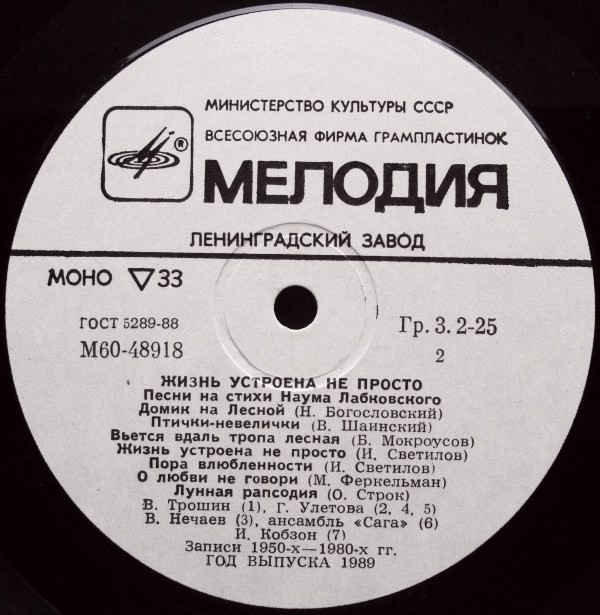 МИНИСТЕРСТВО КУЛЬТУРЫ СССР
ВСЕСОЮЗНАЯ ФИРМА ГРАМПЛАСТИНОК
®
МЕЛОДИЯ
ЛЕНИНГРАДСКИЙ ЗАВОД
МОНО ▽ 33
ГОСТ 5289-88
Гр. 3. 2-25
М60-48918
2
ЖИЗНЬ УСТРОЕНА НЕ ПРОСТО
Песни на стихи Наума Лабковского
Домик на Лесной (Н. Богословский)
Птички-невелички (В. Шаинский)
Вьется вдаль тропа лесная (Б. Мокроусов)
Жизнь устроена не просто (И. Светилов)
Пора влюбленности (И. Светилов)
О любви не говори (М. Феркельман)
Лунная рапсодия (О. Строк)
В. Трошин (1), Г. Улетова (2, 4, 5)
В. Нечаев (3), ансамбль «Сага» (6)
И. Кобзон (7)
Записи 1950-х—1980-х гг.
ГОД ВЫПУСКА 1989